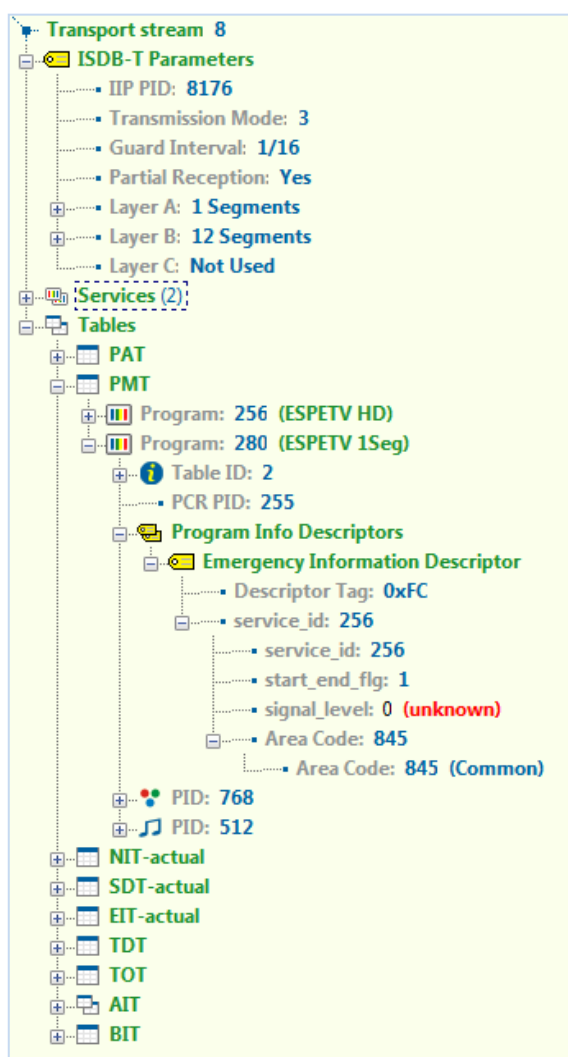 Transport stream 8
ISDB-T Parameters
IIP PID: 8176
Transmission Mode: 3
Guard Interval: 1/16
Partial Reception: Yes
Layer A: 1 Segments
Layer B: 12 Segments
Layer C: Not Used
Services (2)
Tables
PAT
PMT
Program: 256 (ESPETV HD)
Program: 280 (ESPETV 1Seg)
Table ID: 2
PCR PID: 255
Program Info Descriptors
Emergency Information Descriptor
Descriptor Tag: 0xFC
service_id: 256
service_id: 256
start_end_flg: 1
signal_level: 0 (unknown)
Area Code: 845
Area Code: 845 (Common)
PID: 768
PID: 512
NIT-actual
SDT-actual
EIT-actual
TDT
TOT
AIT
BIT